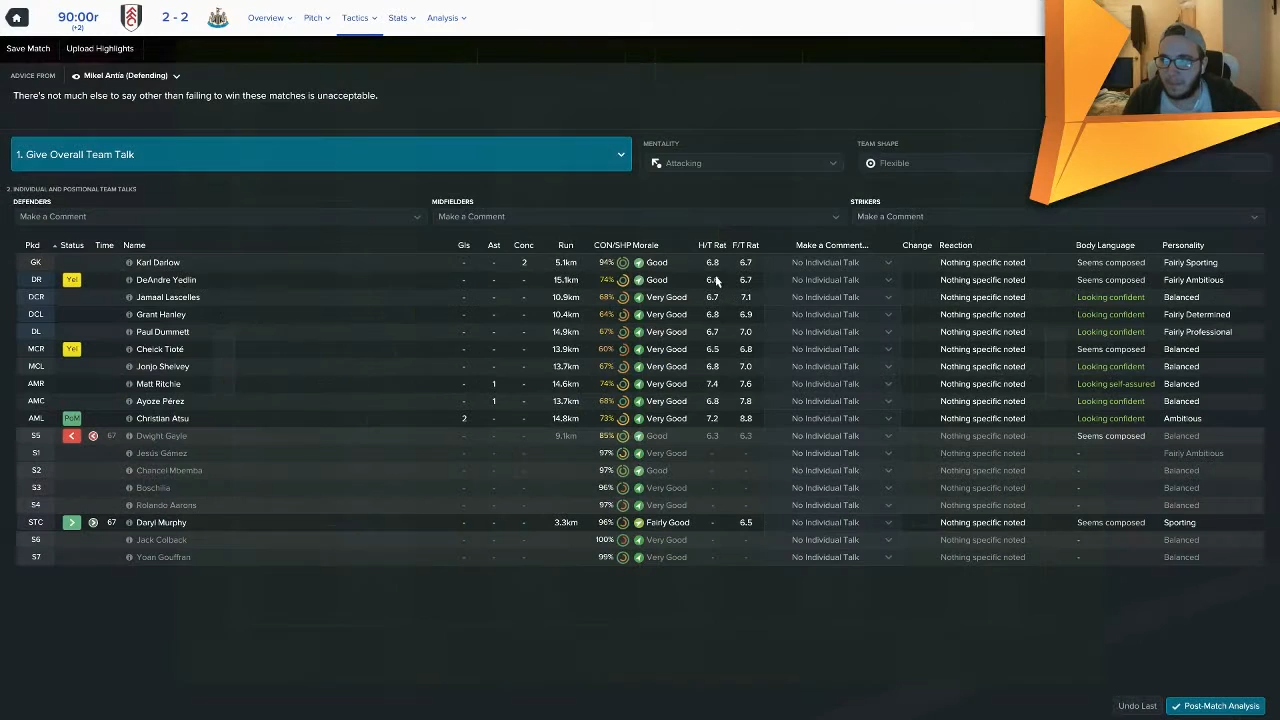 90:00r
(+2)
2 - 2
Overview
Pitch
Tactics
Stats
Analysis
Save Match
Upload Highlights
ADVICE FROM
Mikel Antía (Defending)
There's not much else to say other than failing to win these matches is unacceptable.
1. Give Overall Team Talk
MENTALITY
Attacking
TEAM SHAPE
Flexible
2. INDIVIDUAL AND POSITIONAL TEAM TALKS
DEFENDERS
Make a Comment
MIDFIELDERS
Make a Comment
STRIKERS
Make a Comment
Pkd Status Time Name Gls Ast Conc Run CON/SHP Morale H/T Rat F/T Rat Make a Comment... Change Reaction Body Language Personality
GK Karl Darlow - - 2 5.1km 94% Good 6.8 6.7 No Individual Talk Nothing specific noted Seems composed Fairly Sporting
DR Yel DeAndre Yedlin - - - 15.1km 74% Good 6.7 No Individual Talk Nothing specific noted Seems composed Fairly Ambitious
DCR Jamaal Lascelles - - - 10.9km 68% Very Good 6.7 7.1 No Individual Talk Nothing specific noted Looking confident Balanced
DCL Grant Hanley - - - 10.4km 64% Very Good 6.8 6.9 No Individual Talk Nothing specific noted Looking confident Fairly Determined
DL Paul Dummett - - - 14.9km 67% Very Good 6.7 7.0 No Individual Talk Nothing specific noted Looking confident Fairly Professional
MCR Yel Cheick Tioté - - - 13.9km 60% Very Good 6.5 6.8 No Individual Talk Nothing specific noted Seems composed Balanced
MCL Jonjo Shelvey - - - 13.7km 67% Very Good 6.8 7.0 No Individual Talk Nothing specific noted Looking confident Balanced
AMR Matt Ritchie - 1 - 14.6km 74% Very Good 7.4 7.6 No Individual Talk Nothing specific noted Looking self-assured Balanced
AMC Ayoze Pérez - 1 - 13.7km 68% Very Good 6.8 7.8 No Individual Talk Nothing specific noted Looking confident Balanced
AML PoM Christian Atsu 2 - - 14.8km 73% Very Good 7.2 8.8 No Individual Talk Nothing specific noted Looking confident Ambitious
S5 67 Dwight Gayle - - - 9.1km 85% Good 6.3 6.3 No Individual Talk Nothing specific noted Seems composed Balanced
S1 Jesús Gámez - - - - 97% Very Good - - No Individual Talk Nothing specific noted - Fairly Ambitious
S2 Chancel Mbemba - - - - 97% Good - - No Individual Talk Nothing specific noted - Balanced
S3 Boschilia - - - - 96% Very Good - - No Individual Talk Nothing specific noted - Balanced
S4 Rolando Aarons - - - - 97% Very Good - - No Individual Talk Nothing specific noted - Balanced
STC 67 Daryl Murphy - - - 3.3km 96% Fairly Good - 6.5 No Individual Talk Nothing specific noted Seems composed Sporting
S6 Jack Colback - - - - 100% Very Good - - No Individual Talk Nothing specific noted - Balanced
S7 Yoan Gouffran - - - - 99% Very Good - - No Individual Talk Nothing specific noted - Balanced
Undo Last
Post-Match Analysis